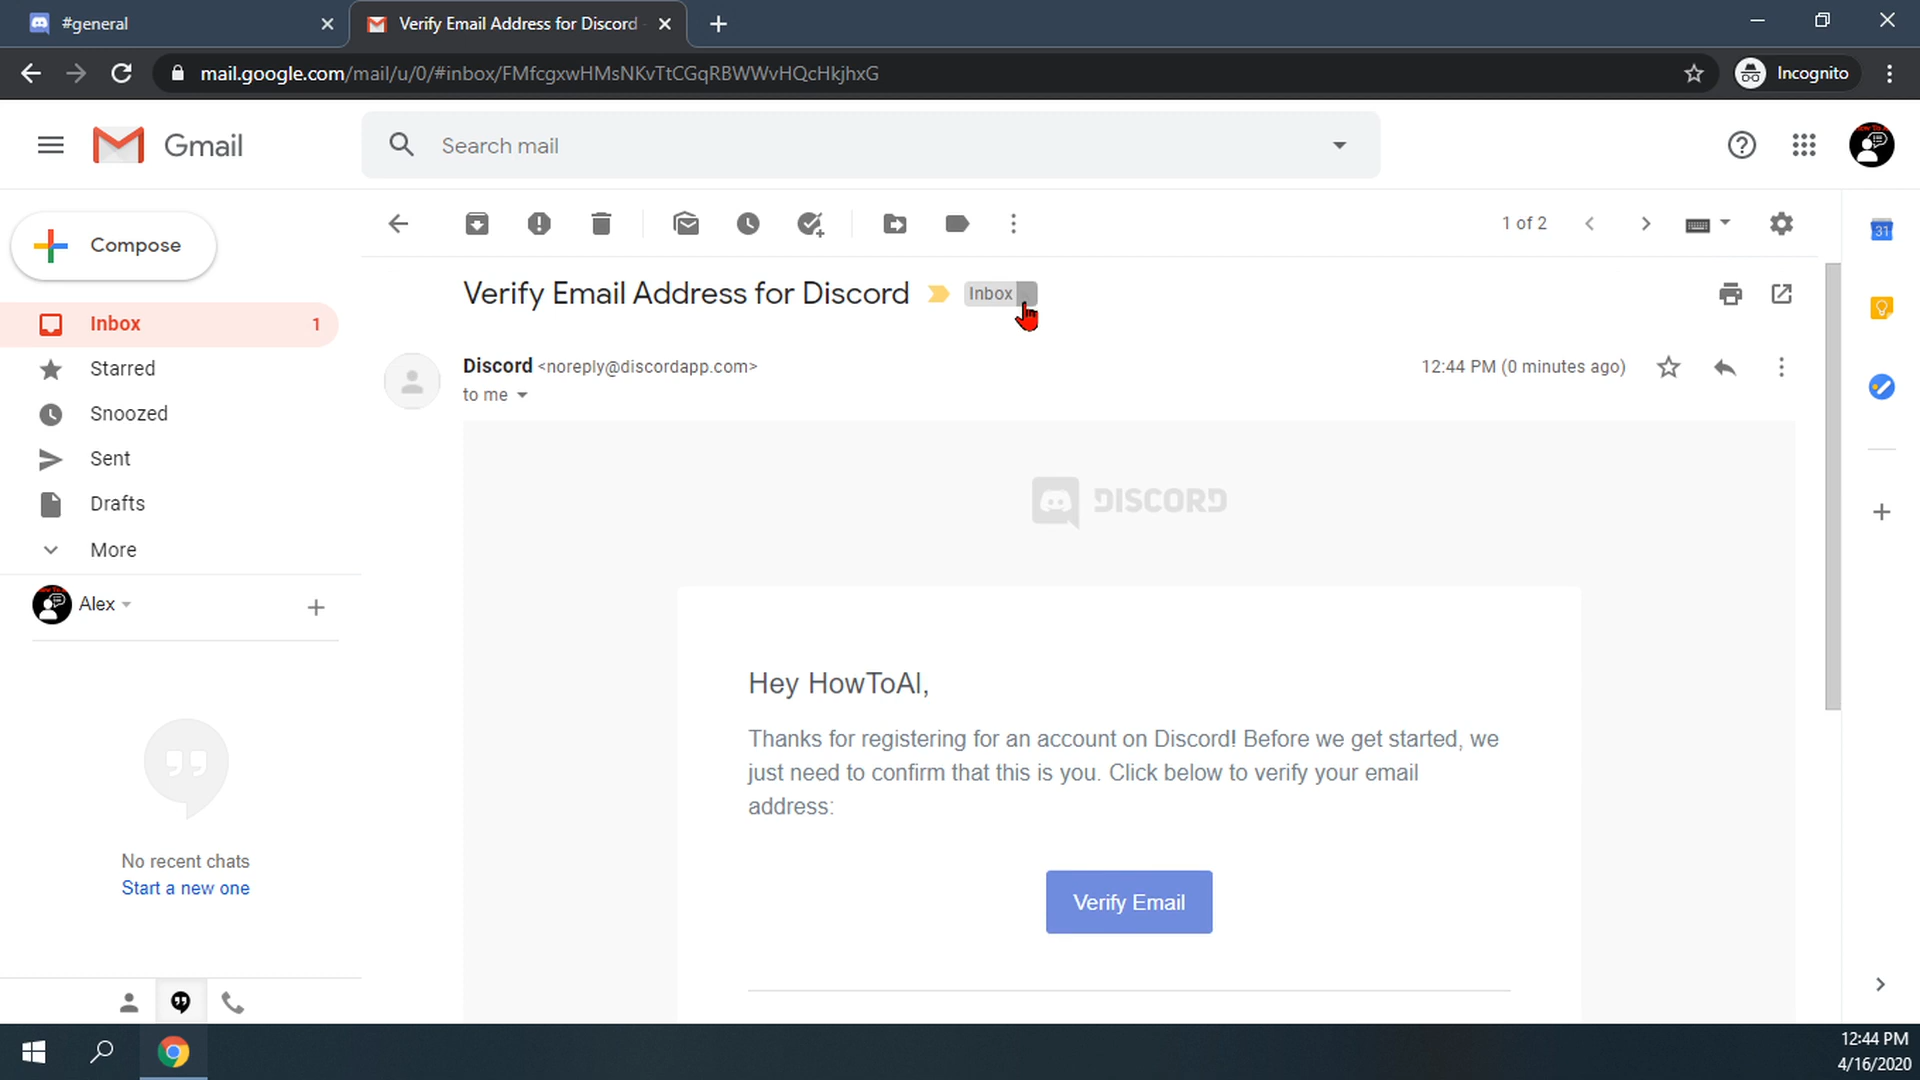 #general
Verify Email Address for Discord
mail.google.com/mail/u/0/#inbox/FMfcgxwHMsNKvTtCGqRBWWvHQcHkjhxG
Incognito
Gmail
Search mail
Compose
1 of 2
31
Verify Email Address for Discord
Inbox
Inbox 1
Starred
Snoozed
Sent
Drafts
More
Discord <noreply@discordapp.com>
12:44 PM (0 minutes ago)
to me
DISCORD
Alex
Hey HowToAl,
Thanks for registering for an account on Discord! Before we get started, we
just need to confirm that this is you. Click below to verify your email
address:
Verify Email
No recent chats
Start a new one
12:44 PM
4/16/2020